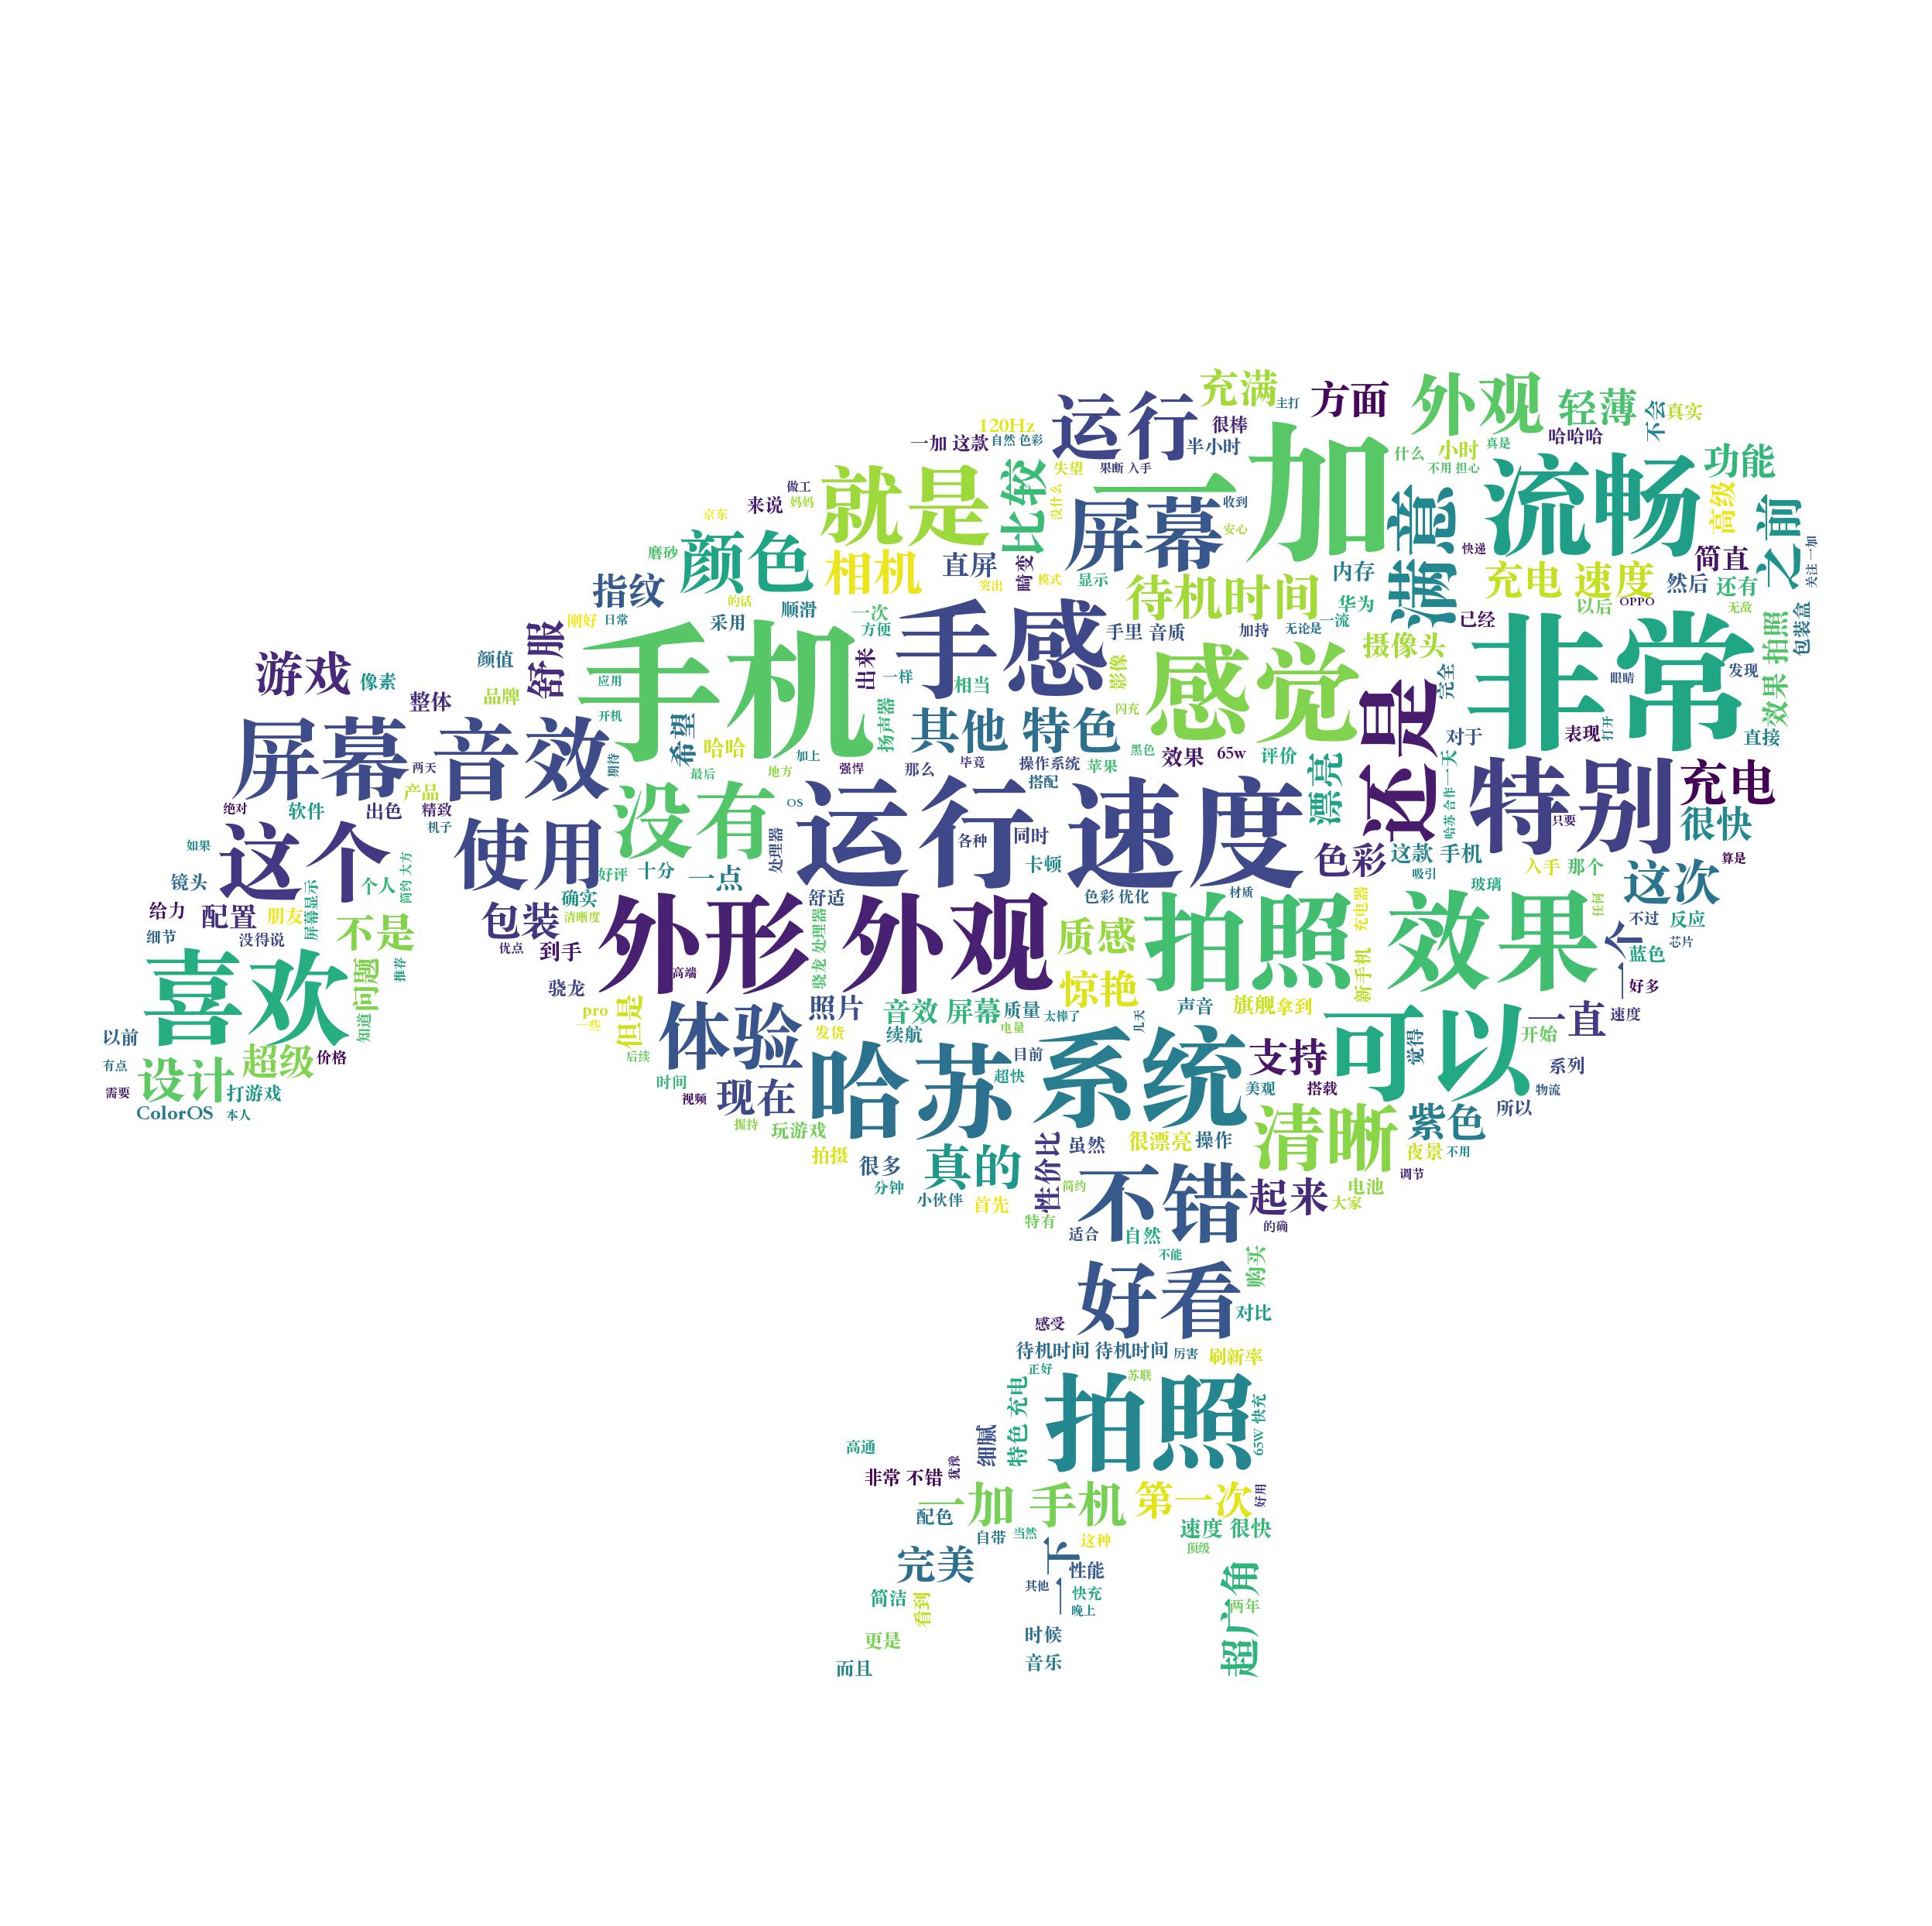 充满
方面
外观
轻薄
不会
真实
主打
120Hz
运行
很棒
哈哈哈
一加 这款
自然 色彩
半小时
一加
什么
小时
真是
功能
就是
比较
失望
果断 入手
不用 担心
流畅
做工
来说
妈妈
没什么
屏幕
收到
满意
高级
之前
京东
安心
磨砂
颜色
相机
直屏
畸变
突出
模式
显示
内存
快递
简直
关注 一加
指纹
待机时间
充电 速度
然后
还有
的话
顺滑
一次
华为
以后
OPPO
无敌
刚好
日常
采用
方便
手感
手里 音质
加持
无论是
一流
已经
非常
包装盒
舒服
手机
出来
感觉
摄像头
效果 拍照
游戏
像素
颜值
应用
一样
相当
影像
还是
完全
眼睛
发现
整体
品牌
扬声器
闪充
屏幕 音效
开机
希望
哈哈
其他 特色
对于
表现
打开
直接
两天
期待
加上
黑色
效果
65w
评价
漂亮
特别
充电
产品
最后
地方
强悍
那么
毕竟
操作系统
苹果
搭配
哈苏 合作
一天
绝对
软件
出色
精致
没有
OS
运行 速度
只要
很快
机子
这个
使用
处理器
各种
同时
如果
卡顿
色彩
这款 手机
算是
镜头
个人
简约 大方
好评
十分
一点
吸引
入手
那个
这次
给力
配置
朋友
屏幕显示
不是
包装
确实
清晰度
舒适
外形 外观
色彩 优化
材质
充电器
玻璃
任何
不过
反应
细节
没得说
优点
到手
骁龙 处理器
质感
拍照 效果
一个
芯片
蓝色
喜欢
问题
推荐
骁龙
高端
惊艳
新手机
好多
知道
pro
一些
但是
体验
照片
音效 屏幕
质量
太棒了
几天
声音
旗舰
拿到
可以
一直
速度
以前
发货
续航
电量
系统
觉得
开始
有点
设计
超级
价格
后续
哈苏
目前
支持
系列
需要
打游戏
时间
视频
现在
超快
美观
搭载
物流
ColorOS
本人
握持
玩游戏
清晰
紫色
所以
拍摄
很多
真的
性价比
虽然
很漂亮
操作
夜景
不用
分钟
小伙伴
首先
简约
不错
起来
电池
调节
特有
大家
适合
自然
的确
不能
好看
购买
感受
对比
待机时间 待机时间
厉害
刷新率
正好
苏联
特色 充电
拍照
65W 快充
高通
细腻
非常 不错
犹豫
一加 手机
第一次
好用
配色
速度 很快
自带
当然
这种
顶级
完美
一下
性能
其他
快充
晚上
超广角
两年
简洁
看到
时候
更是
而且
音乐